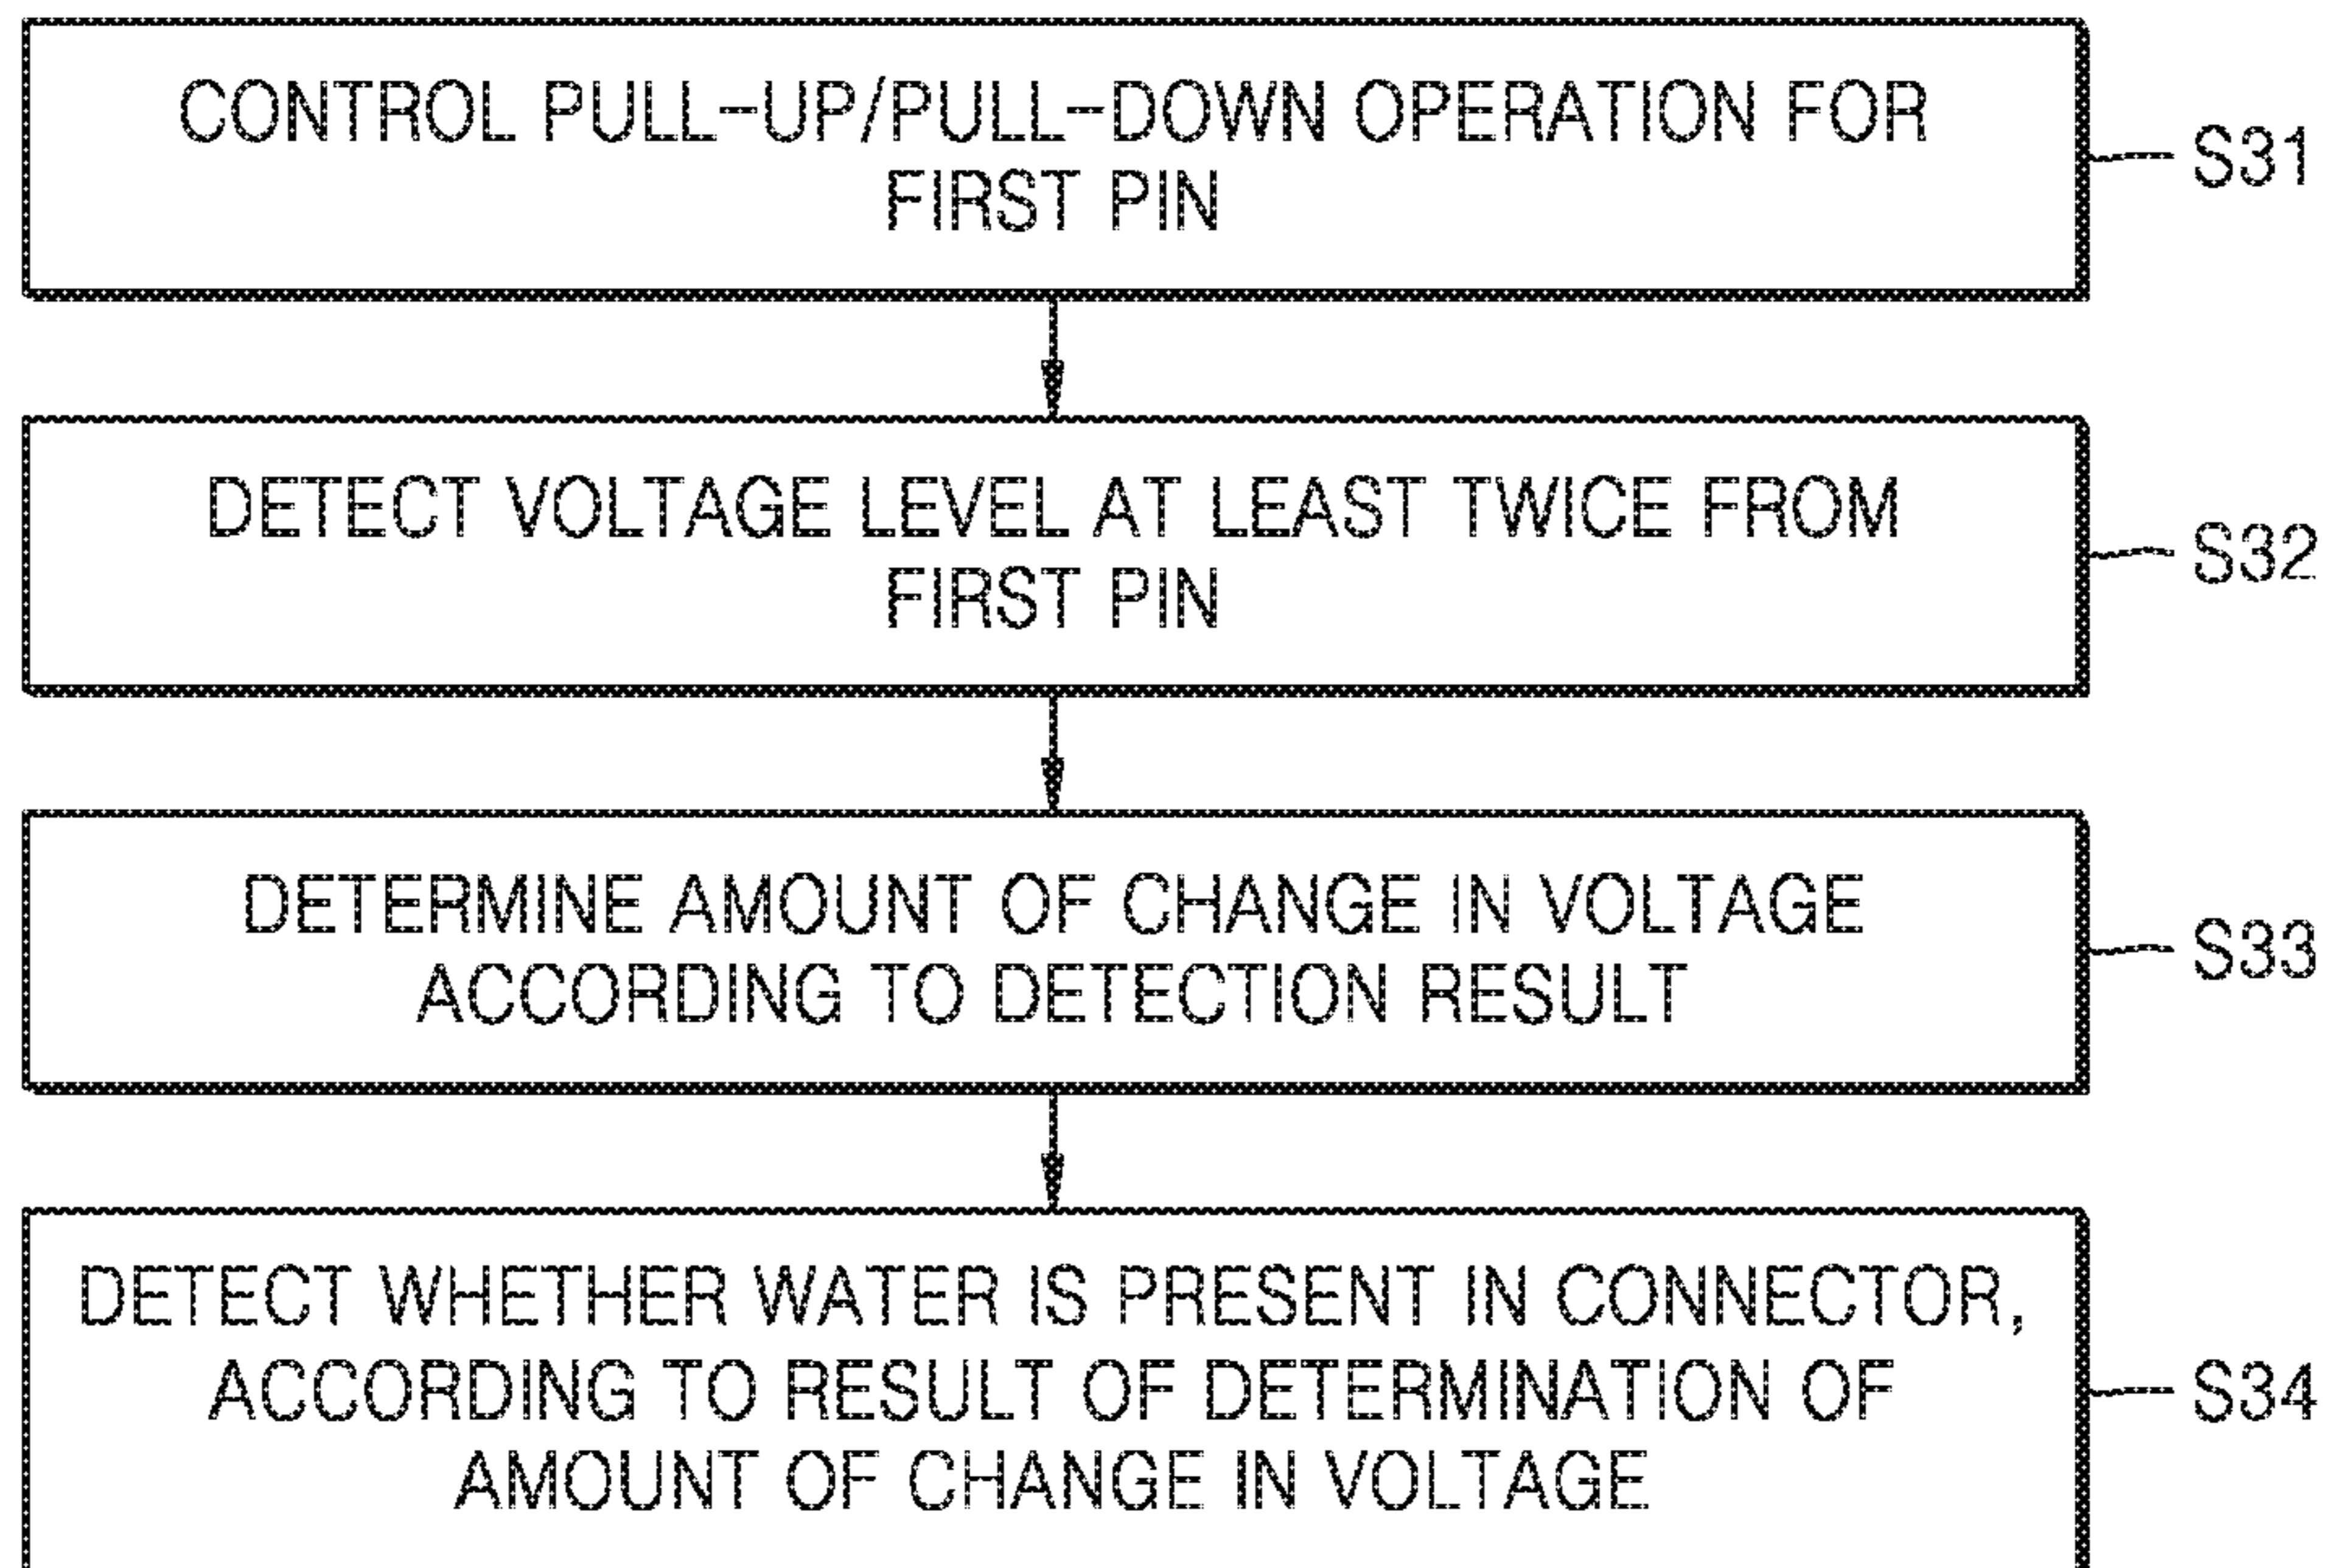 CONTROL PULL-UP/PULL-DOWN OPERATION FOR
FIRST PIN
S31
DETECT VOLTAGE LEVEL AT LEAST TWICE FROM
FIRST PIN
S32
DETERMINE AMOUNT OF CHANGE IN VOLTAGE
ACCORDING TO DETECTION RESULT
S33
DETECT WHETHER WATER IS PRESENT IN CONNECTOR,
ACCORDING TO RESULT OF DETERMINATION OF
AMOUNT OF CHANGE IN VOLTAGE
S34